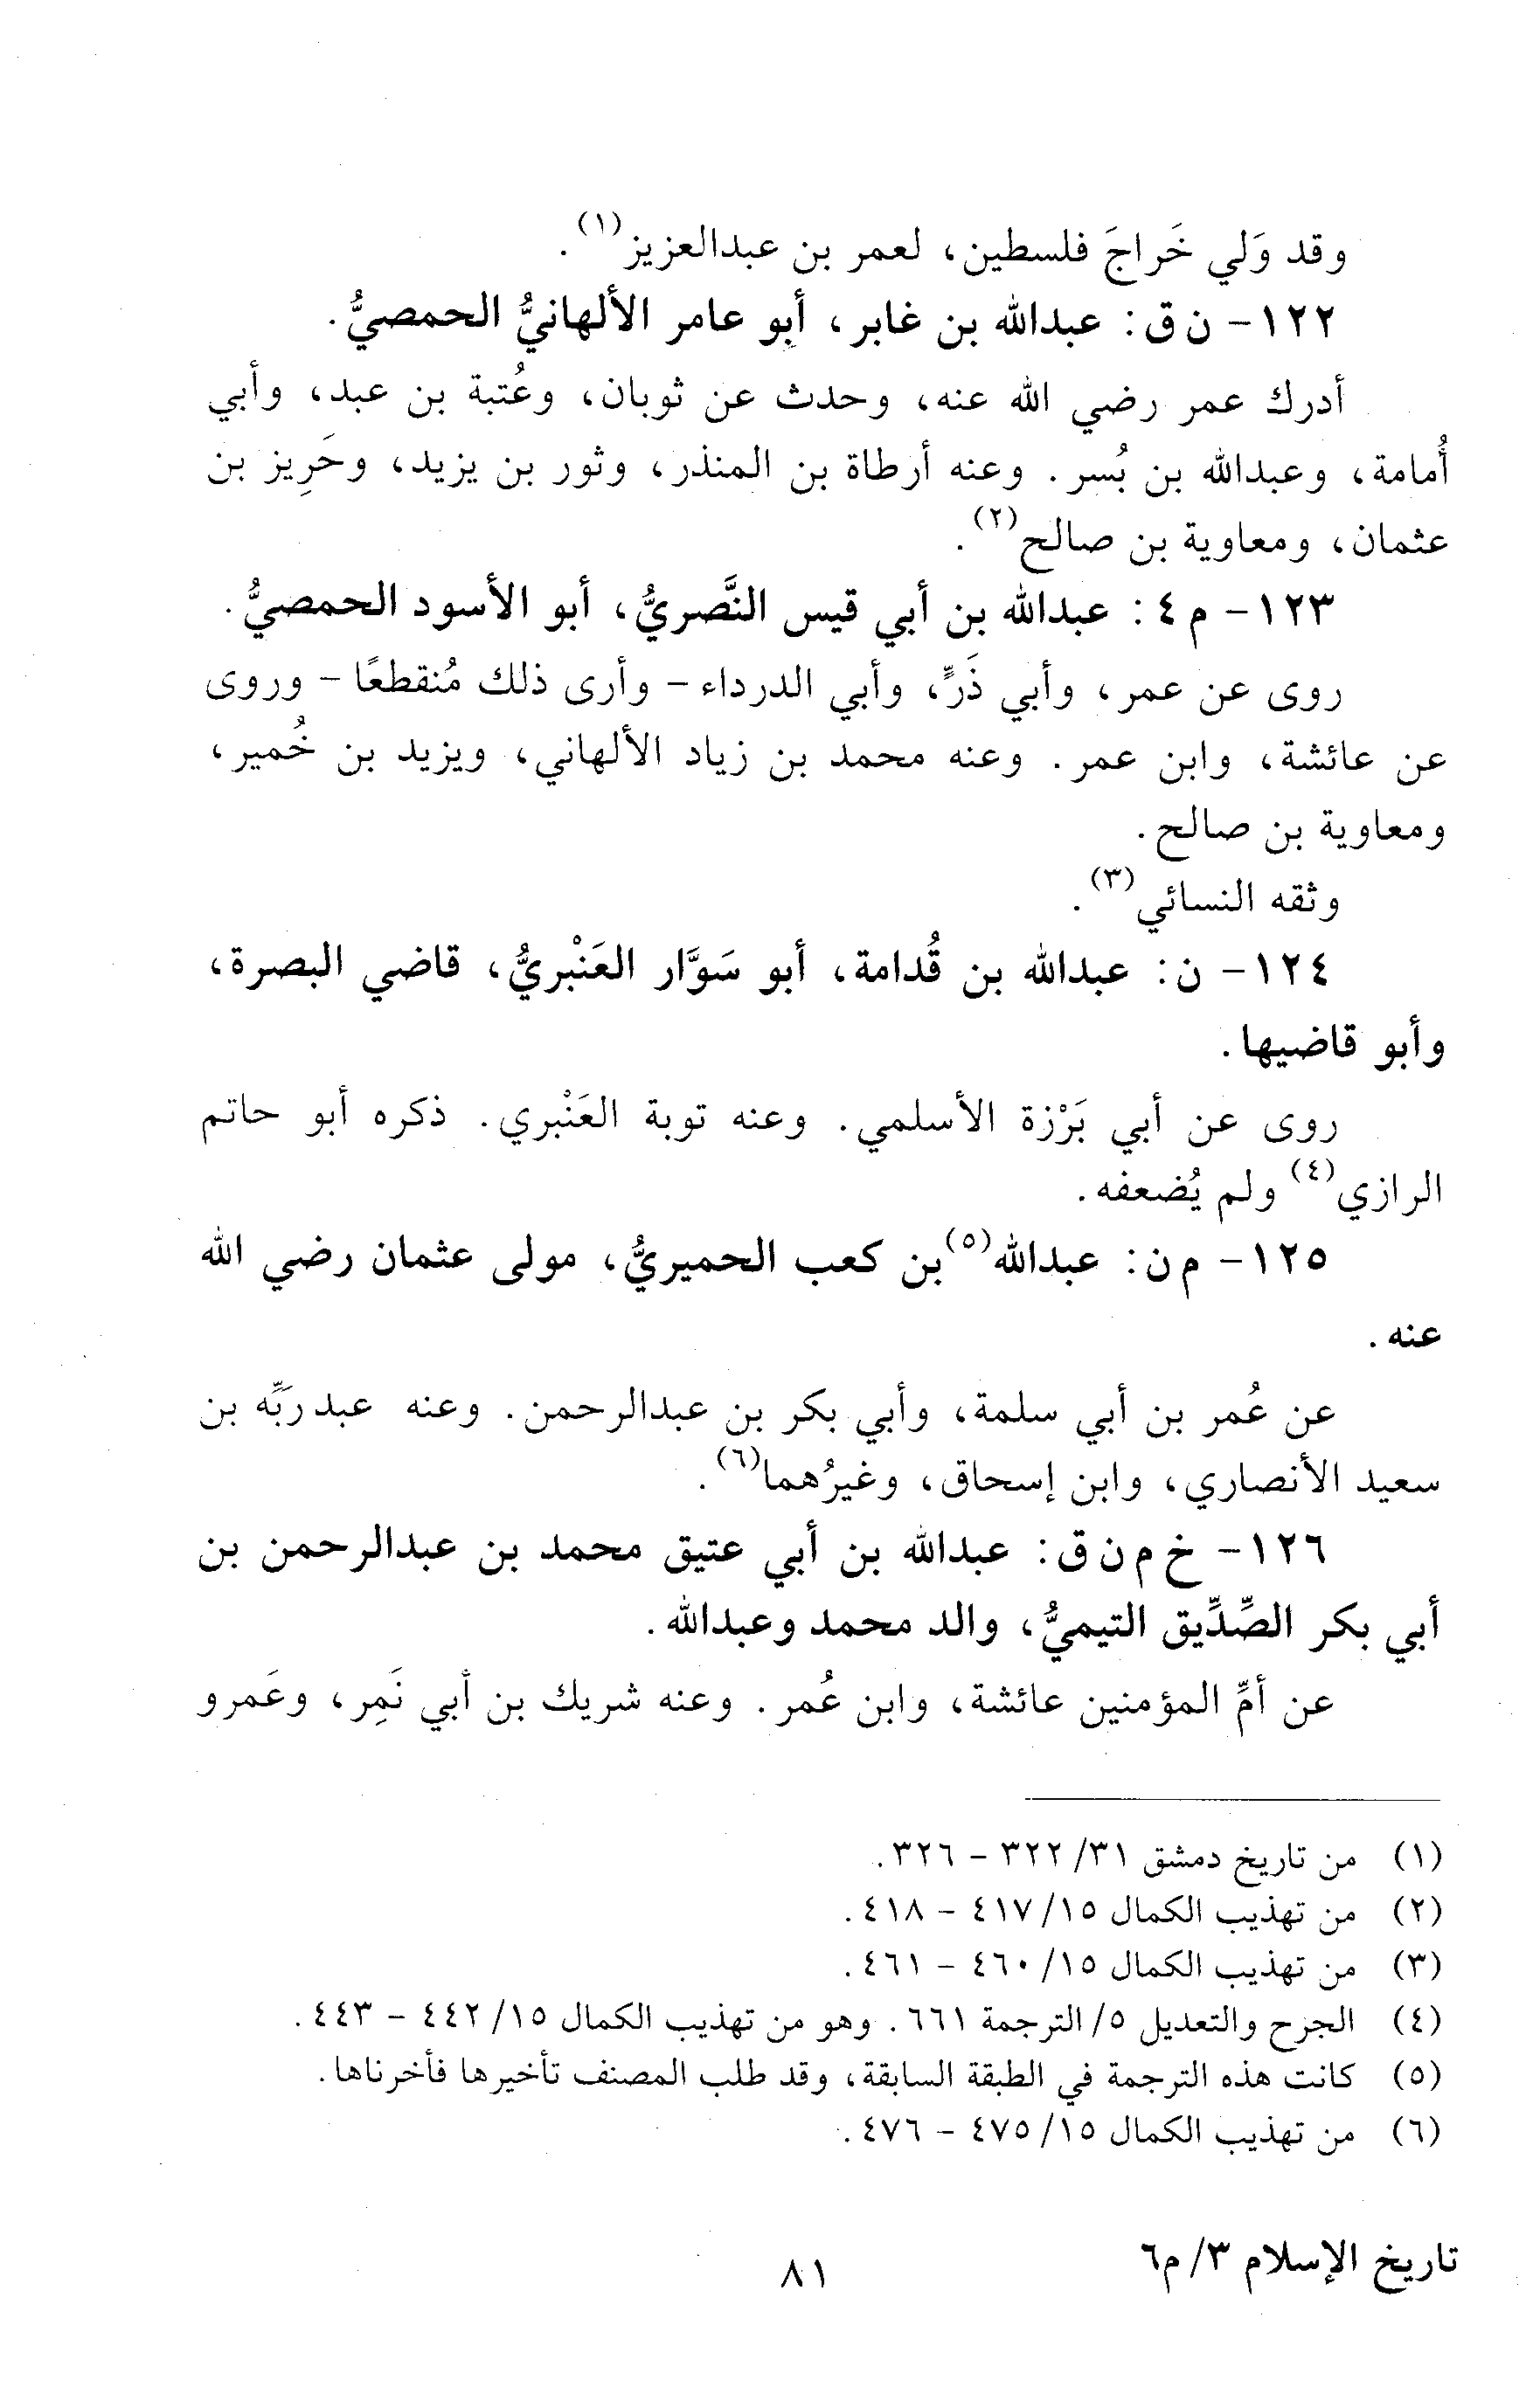 وقد وَلي خَراجَ فلسطين، لعمر بن عبدالعزيز(١).
١٢٢- ن ق: عبدالله بن غابر، أبو عامر الألهانيُّ الحمصيُّ.
أدرك عمر رضي الله عنه، وحدث عن ثوبان، وعُتبة بن عبد، وأبي
أُمامة، وعبدالله بن بُسر. وعنه أرطاة بن المنذر، وثور بن يزيد، وحَرِيز بن
عثمان، ومعاوية بن صالح(٢).
١٢٣- م ٤: عبدالله بن أبي قيس النَّصريُّ، أبو الأسود الحمصيُّ.
روى عن عمر، وأبي ذَرٍّ، وأبي الدرداء - وأرى ذلك مُنقطعًا - وروى
عن عائشة، وابن عمر. وعنه محمد بن زياد الألهاني، ويزيد بن خُمير،
ومعاوية بن صالح.
وثقه النسائي(٣).
١٢٤- ن: عبدالله بن قُدامة، أبو سَوَّار العَنْبريُّ، قاضي البصرة،
وأبو قاضيها.
روى عن أبي بَرْزة الأسلمي. وعنه توبة العَنْبري. ذكره أبو حاتم
الرازي(٤) ولم يُضعفه.
١٢٥- م ن: عبدالله(٥) بن كعب الحميريُّ، مولى عثمان رضي الله
عنه.
عن عُمر بن أبي سلمة، وأبي بكر بن عبدالرحمن. وعنه عبد ربِّه بن
سعيد الأنصاري، وابن إسحاق، وغيرُهما(٦).
١٢٦- خ م ن ق: عبدالله بن أبي عتيق محمد بن عبدالرحمن بن
أبي بكر الصِّدِّيق التيميُّ، والد محمد وعبدالله.
عن أمِّ المؤمنين عائشة، وابن عُمر. وعنه شريك بن أبي نَمِر، وعَمرو
(١) من تاريخ دمشق ٣١/ ٣٢٢ - ٣٢٦.
(٢) من تهذيب الكمال ١٥/ ٤١٧ - ٤١٨.
(٣) من تهذيب الكمال ١٥/ ٤٦٠ - ٤٦١.
(٤) الجرح والتعديل ٥/ الترجمة ٦٦١. وهو من تهذيب الكمال ١٥/ ٤٤٢ - ٤٤٣.
(٥) كانت هذه الترجمة في الطبقة السابقة، وقد طلب المصنف تأخيرها فأخرناها.
(٦) من تهذيب الكمال ١٥/ ٤٧٥ - ٤٧٦.
تاريخ الإسلام ٣/ م٦
٨١